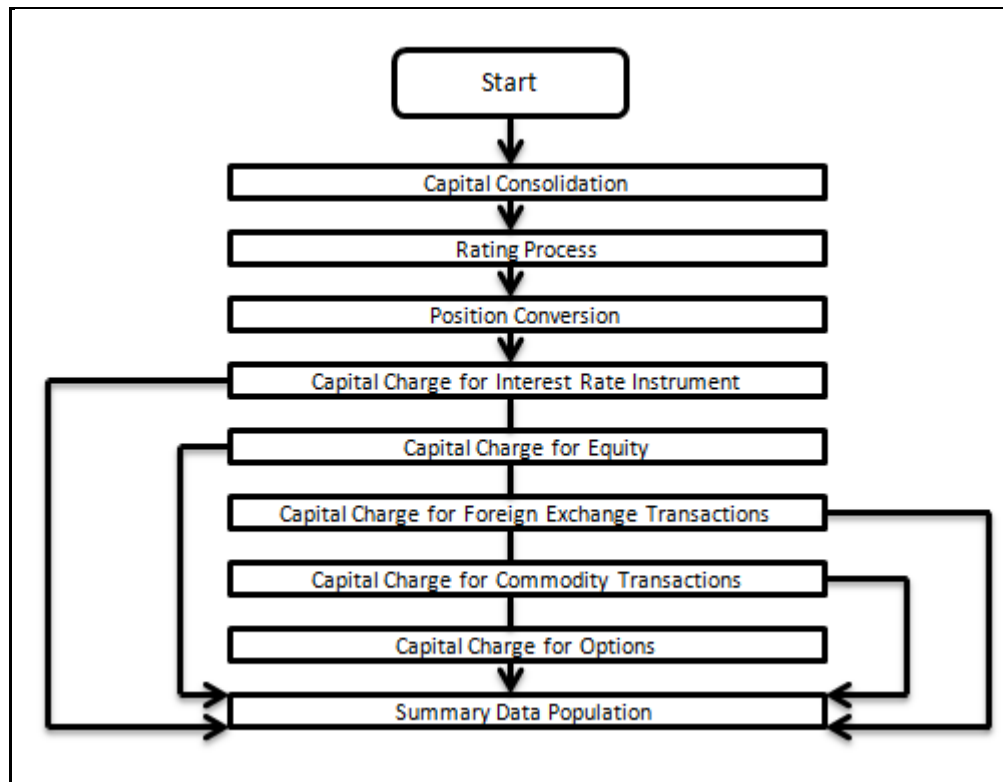 Start
Capital Consolidation
Rating Process
Position Conversion
Capital Charge for Interest Rate Instrument
Capital Charge for Equity
Capital Charge for Foreign Exchange Transactions
Capital Charge for Commodity Transactions
Capital Charge for Options
Summary Data Population